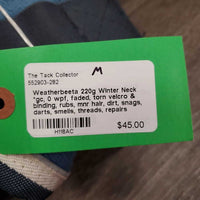 The Tack Collector
552903-282
Weatherbeeta 220g Winter Neck
*gc, 0 wpf, faded, torn velcro &
binding, rubs, mnr hair, dirt, snags,
darts, smells, threads, repairs
H116AC
$45.00